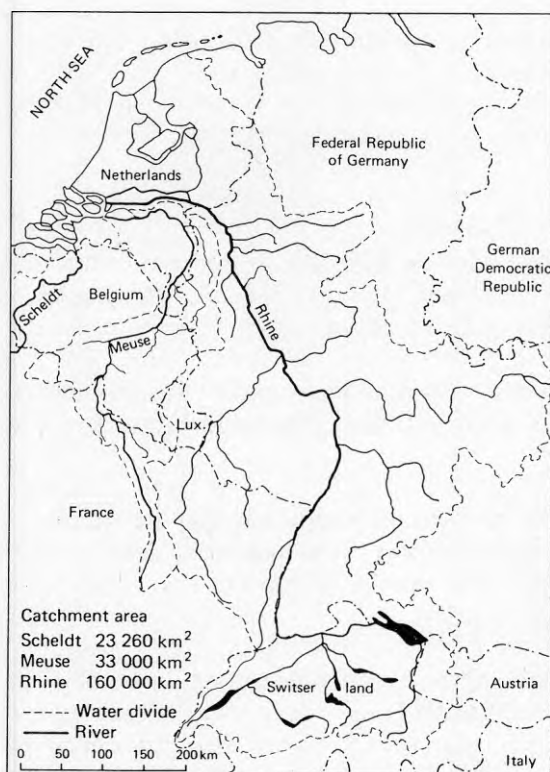 NORTH SEA
Federal Republic
of Germany
Netherlands
German
Democratic
Republic
Belgium
Scheldt
Rhine
Meuse
Lux.
France
Catchment area
Scheldt 23 260 km²
Meuse 33 000 km²
Rhine 160 000 km²
Water divide
River
0 50 100 150 200km
Switser land
Austria
Italy